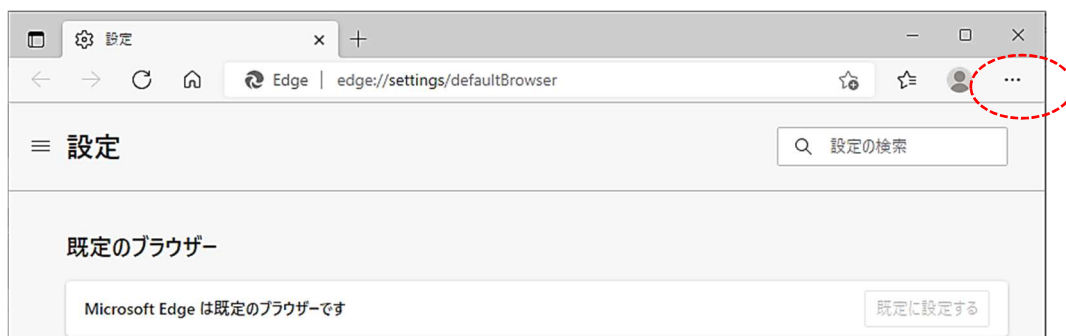 設定
Edge | edge://settings/defaultBrowser
設定
設定の検索
既定のブラウザー
Microsoft Edge は既定のブラウザーです
既定に設定する